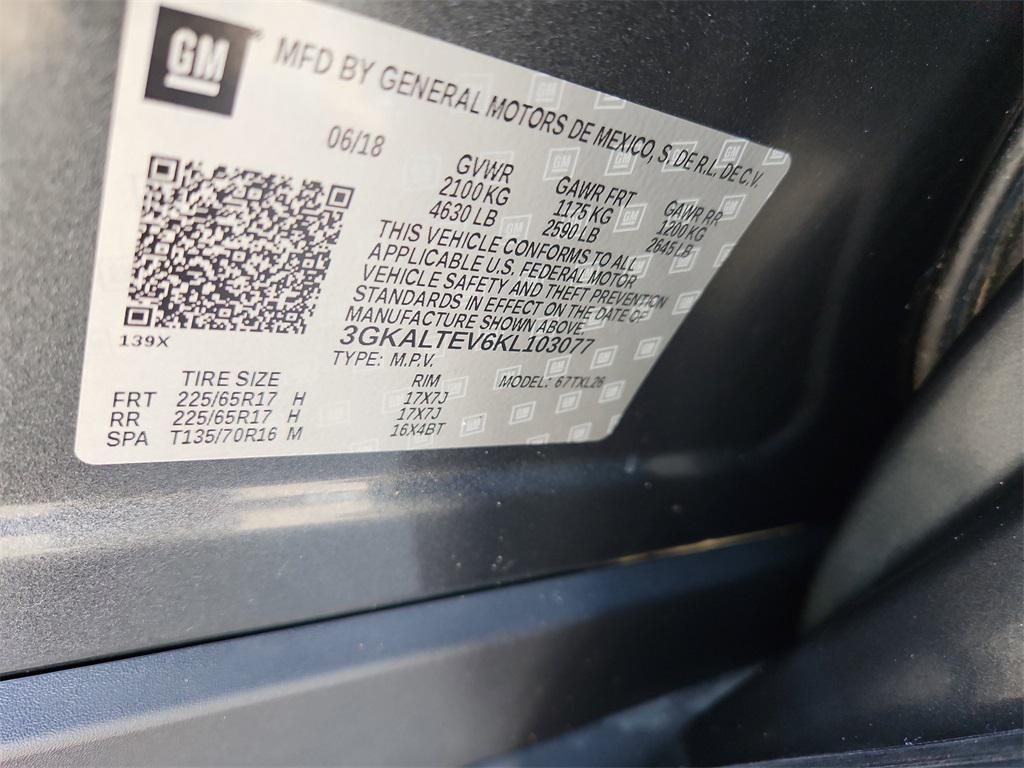 GM
MFD BY GENERAL MOTORS DE MEXICO, S. DE R.L. DE C.V.
06/18
GVWR GAWR FRT GAWR RR
2100 KG 1175 KG 1200 KG
4630 LB 2590 LB 2645 LB
THIS VEHICLE CONFORMS TO ALL
APPLICABLE U.S. FEDERAL MOTOR
VEHICLE SAFETY AND THEFT PREVENTION
STANDARDS IN EFFECT ON THE DATE OF
MANUFACTURE SHOWN ABOVE.
3GKALTEV6KL103077
139X
TYPE: M.P.V.
TIRE SIZE RIM MODEL: 67TXL26
FRT 225/65R17 H 17X7J
RR 225/65R17 H 17X7J
SPA T135/70R16 M 16X4BT